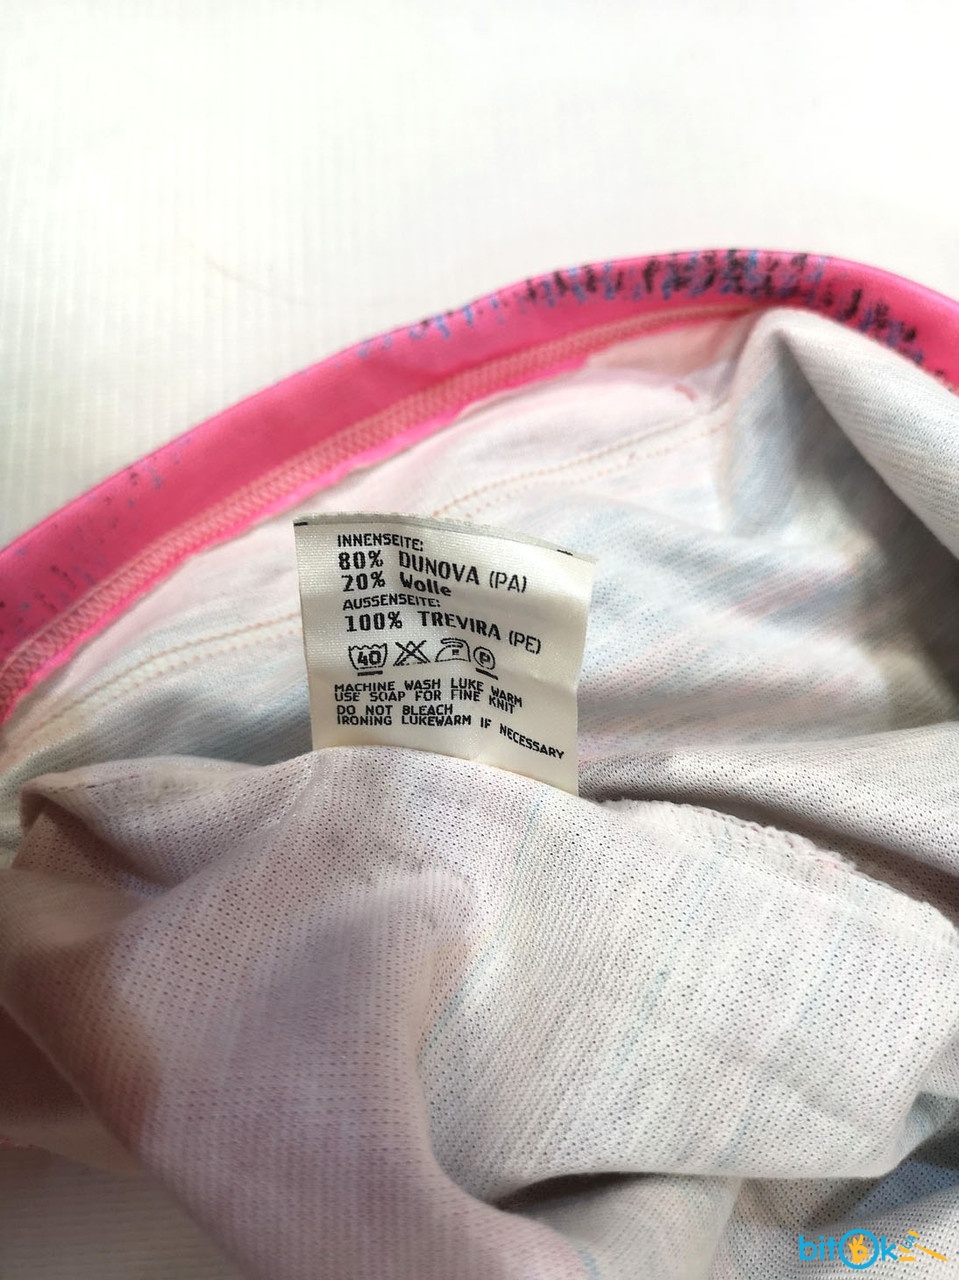 INNENSEITE:
80% DUNOVA (PA)
20% Wolle
AUSSENSEITE:
100% TREVIRA (PE)
40 P
MACHINE WASH LUKE WARM
USE SOAP FOR FINE KNIT
DO NOT BLEACH
IRONING LUKEWARM IF NECESSARY
bitOk